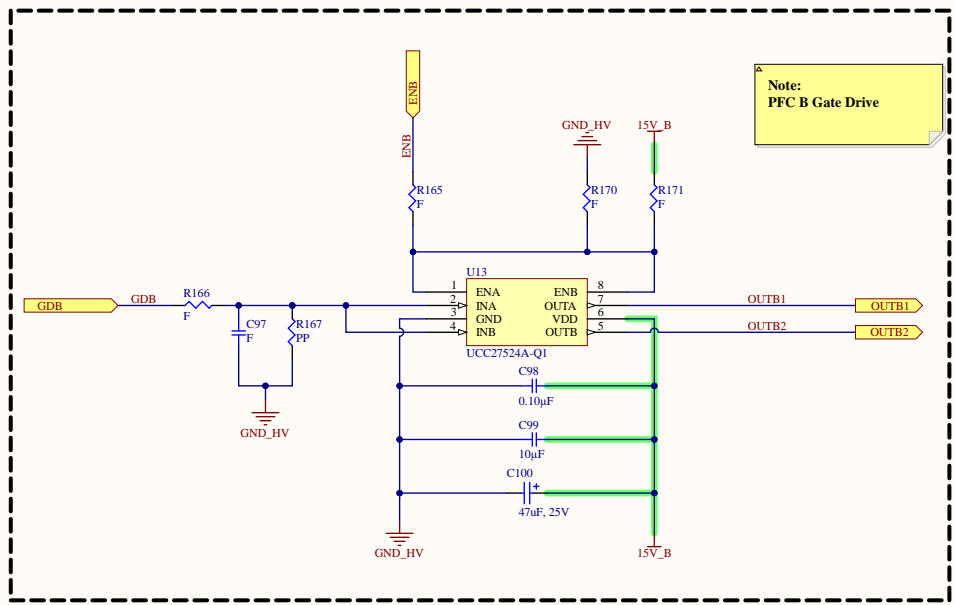 Note:
PFC B Gate Drive
ENB
ENB
GND_HV
15V_B
R165
F
R170
F
R171
F
U13
GDB
GDB
R166
F
C97
F
R167
PP
GND_HV
1
2
3
4
ENA
INA
GND
INB
ENB
OUTA
VDD
OUTB
8
7
6
5
UCC27524A-Q1
OUTB1
OUTB1
OUTB2
OUTB2
C98
0.10µF
C99
10µF
C100
+
47uF, 25V
GND_HV
15V_B